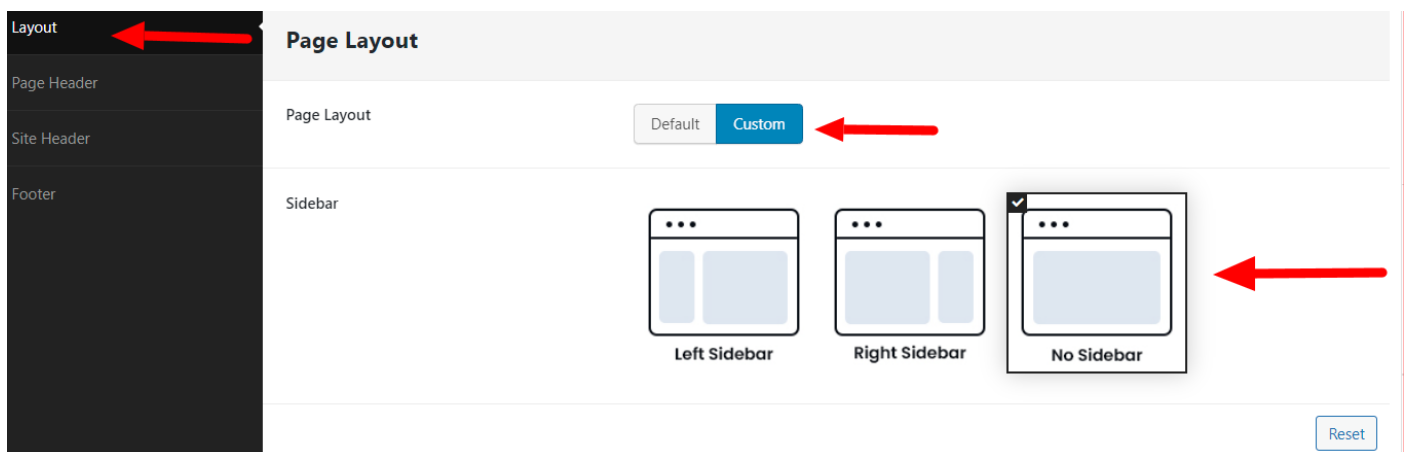 Layout
Page Header
Site Header
Footer
Page Layout
Page Layout
Default
Custom
Sidebar
Left Sidebar
Right Sidebar
No Sidebar
Reset